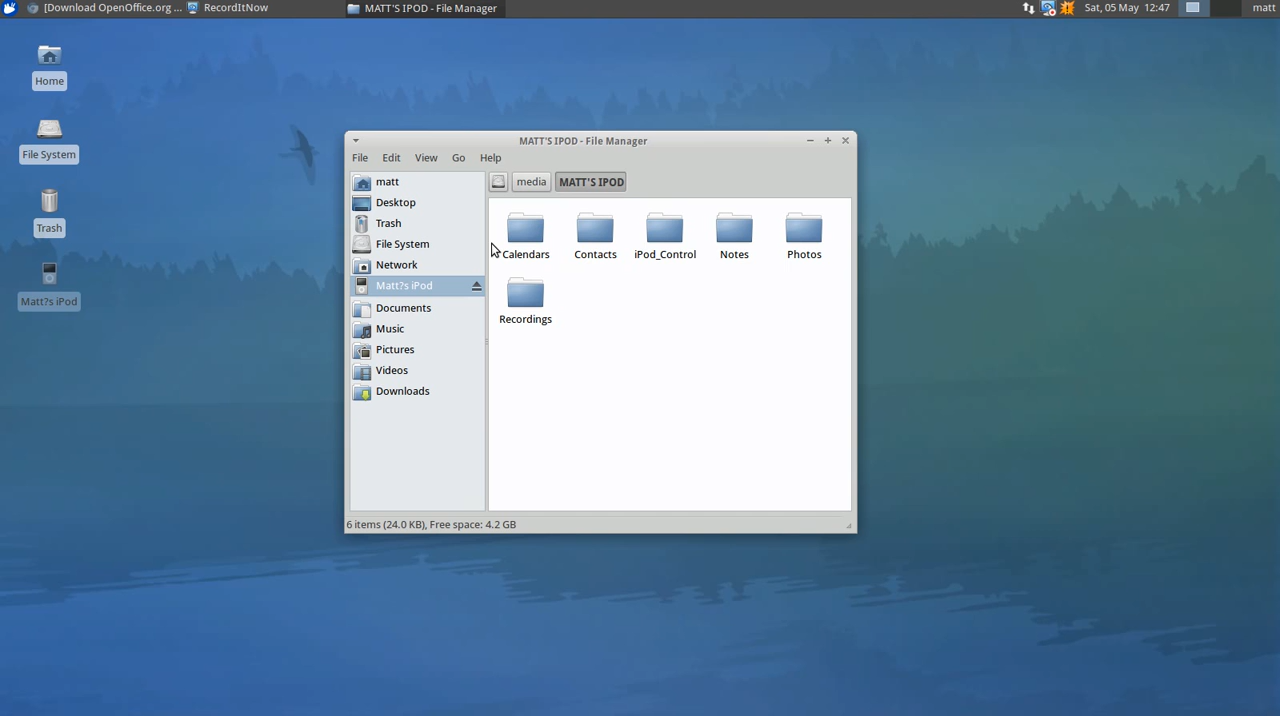 [Download OpenOffice.org ... RecordItNow MATT'S IPOD - File Manager Sat, 05 May 12:47 matt
Home
File System
Trash
Matt?s iPod
MATT'S IPOD - File Manager
File Edit View Go Help
matt
Desktop
Trash
File System
Network
Matt?s iPod
Documents
Music
Pictures
Videos
Downloads
media MATT'S IPOD
Calendars Contacts iPod_Control Notes Photos
Recordings
6 items (24.0 KB), Free space: 4.2 GB